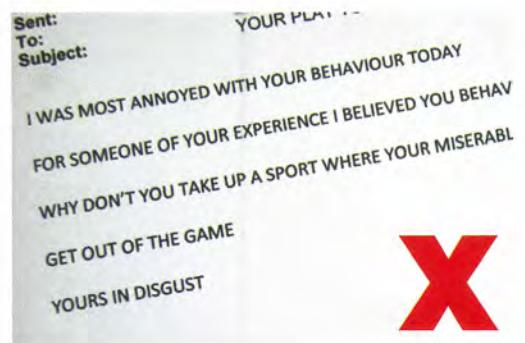 Sent:
YOUR PLAY
To:
Subject:
I WAS MOST ANNOYED WITH YOUR BEHAVIOUR TODAY
FOR SOMEONE OF YOUR EXPERIENCE I BELIEVED YOU BEHAV
WHY DON'T YOU TAKE UP A SPORT WHERE YOUR MISERABL
GET OUT OF THE GAME
YOURS IN DISGUST
X